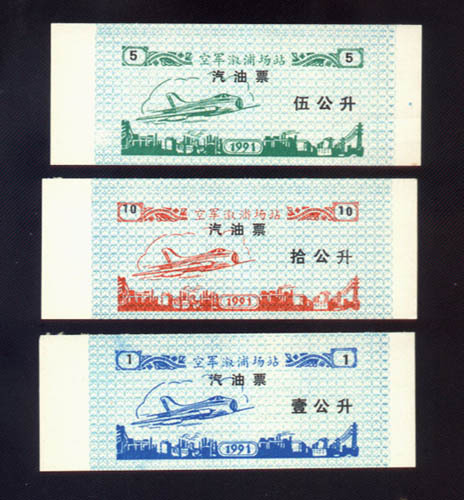 5 空军溆浦场站 5
汽油票
伍公升
1991
10 空军溆浦场站 10
汽油票
拾公升
1991
1 空军溆浦场站 1
汽油票
壹公升
1991